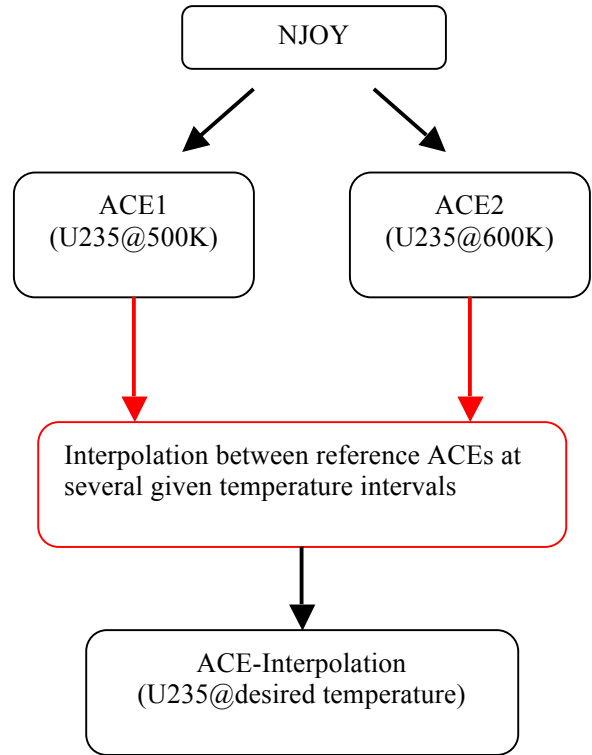 NJOY
ACE1
(U235@500K)
ACE2
(U235@600K)
Interpolation between reference ACEs at
several given temperature intervals
ACE-Interpolation
(U235@desired temperature)